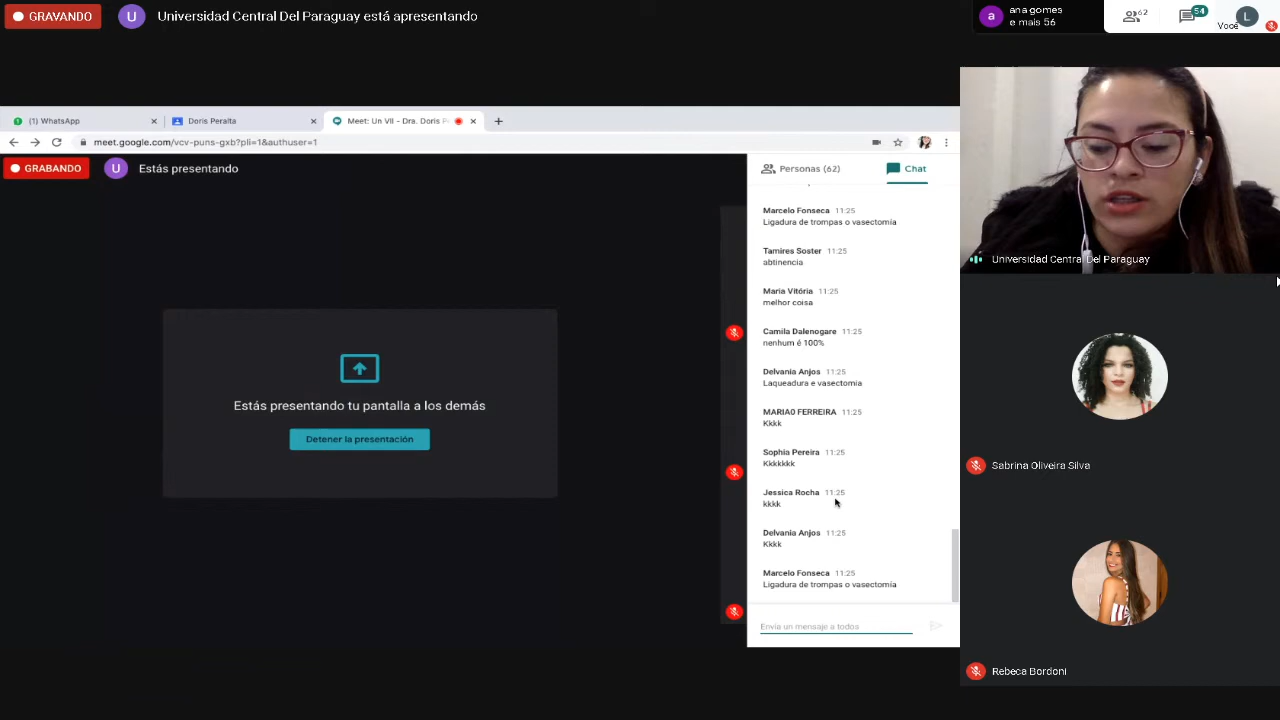 GRAVANDO
U
Universidad Central Del Paraguay está apresentando
a
ana gomes
e mais 56
62
54
Você
L
(1) WhatsApp
Doris Peralta
Meet: Un VII - Dra. Doris P
meet.google.com/vcv-puns-gxb?pli=1&authuser=1
GRABANDO
U
Estás presentando
Personas (62)
Chat
Marcelo Fonseca 11:25
Ligadura de trompas o vasectomía
Tamires Soster 11:25
abtinencia
Maria Vitória 11:25
melhor coisa
Camila Dalenogare 11:25
nenhum é 100%
Delvania Anjos 11:25
Laqueadura e vasectomia
MARIA0 FERREIRA 11:25
Kkkk
Sophia Pereira 11:25
Kkkkkkk
Jessica Rocha 11:25
kkkk
Delvania Anjos 11:25
Kkkk
Marcelo Fonseca 11:25
Ligadura de trompas o vasectomía
Envía un mensaje a todos
Estás presentando tu pantalla a los demás
Detener la presentación
Universidad Central Del Paraguay
Sabrina Oliveira Silva
Rebeca Bordoni